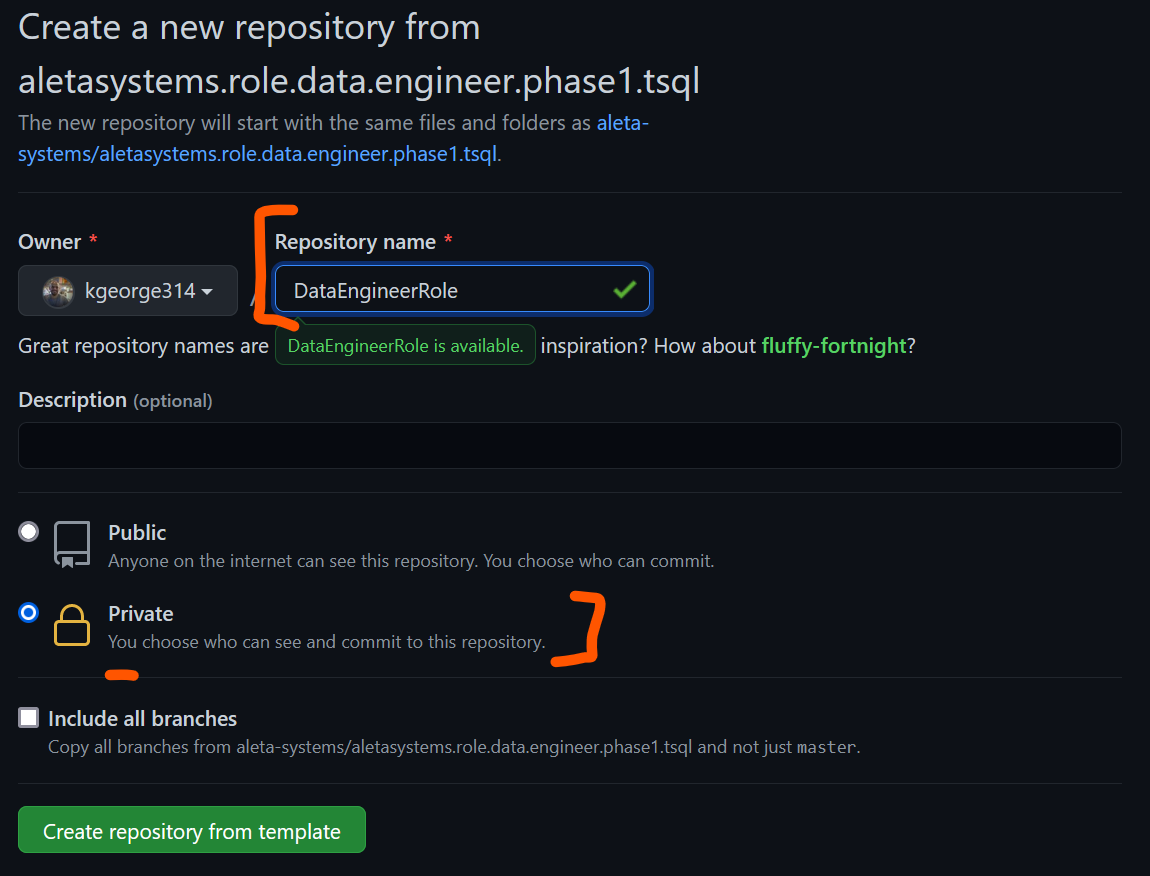 Create a new repository from
aletasystems.role.data.engineer.phase1.tsql
The new repository will start with the same files and folders as aleta-
systems/aletasystems.role.data.engineer.phase1.tsql.
Owner * Repository name *
kgeorge314 / DataEngineerRole
Great repository names are DataEngineerRole is available. inspiration? How about fluffy-fortnight?
Description (optional)
Public
Anyone on the internet can see this repository. You choose who can commit.
Private
You choose who can see and commit to this repository.
Include all branches
Copy all branches from aleta-systems/aletasystems.role.data.engineer.phase1.tsql and not just master.
Create repository from template